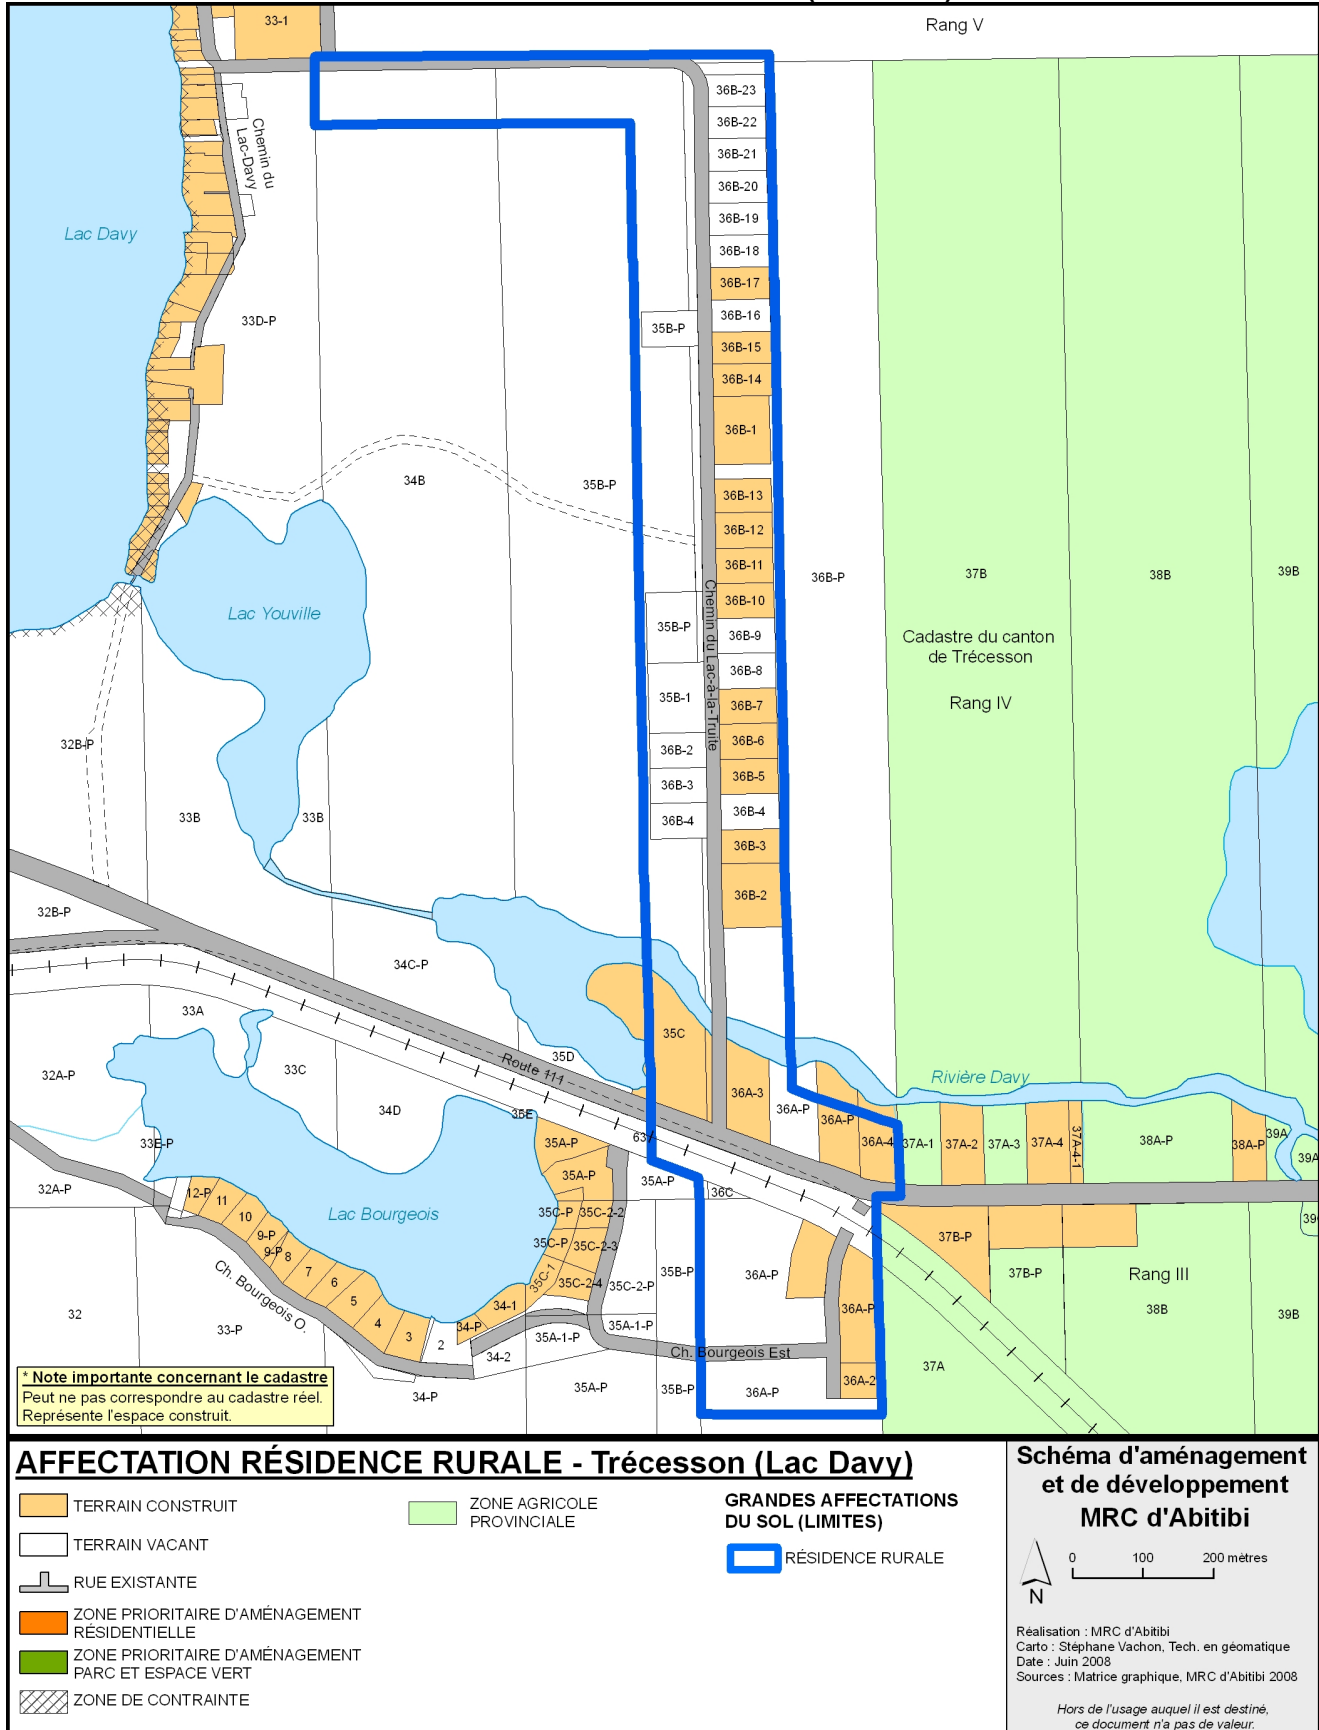 33-1
Rang V
36B-23
36B-22
36B-21
36B-20
36B-19
36B-18
36B-17
36B-16
36B-15
36B-14
36B-1
36B-13
36B-12
36B-11
36B-10
36B-9
36B-8
36B-7
36B-6
36B-5
36B-4
36B-3
36B-2
Chemin du
Lac-Davy
Lac Davy
33D-P
35B-P
34B
35B-P
36B-P
37B
38B
39B
Cadastre du canton
de Trécesson
Rang IV
Lac Youville
Chemin du Lac-à-la-Truite
35B-P
35B-1
36B-2
36B-3
36B-4
32B-P
33B
33B
32B-P
34C-P
33A
35C
35D
Route 111
32A-P
33C
34D
35E
63
36A-3
36A-P
36A-P
36A-4
Rivière Davy
37A-1
37A-2
37A-3
37A-4
37A-4-1
38A-P
38A-P
39A
39A
33E-P
32A-P
35A-P
35A-P
35A-P
36C
12-P
11
10
9-P
9-P
8
7
6
5
4
3
2
Lac Bourgeois
35C-P
35C-2-2
35C-P
35C-2-3
35C-1
35C-2-4
35C-2-P
35B-P
36A-P
37B-P
37B-P
Rang III
38B
39B
34-1
34-P
35A-1-P
35A-1-P
36A-P
Ch. Bourgeois O.
Ch. Bourgeois Est
32
33-P
34-2
34-P
35A-P
35B-P
36A-P
36A-2
37A
* Note importante concernant le cadastre
Peut ne pas correspondre au cadastre réel.
Représente l'espace construit.
AFFECTATION RÉSIDENCE RURALE - Trécesson (Lac Davy)
TERRAIN CONSTRUIT
TERRAIN VACANT
RUE EXISTANTE
ZONE PRIORITAIRE D'AMÉNAGEMENT
RÉSIDENTIELLE
ZONE PRIORITAIRE D'AMÉNAGEMENT
PARC ET ESPACE VERT
ZONE DE CONTRAINTE
ZONE AGRICOLE
PROVINCIALE
GRANDES AFFECTATIONS
DU SOL (LIMITES)
RÉSIDENCE RURALE
Schéma d'aménagement
et de développement
MRC d'Abitibi
0 100 200 mètres
N
Réalisation : MRC d'Abitibi
Carto : Stéphane Vachon, Tech. en géomatique
Date : Juin 2008
Sources : Matrice graphique, MRC d'Abitibi 2008
Hors de l'usage auquel il est destiné,
ce document n'a pas de valeur.